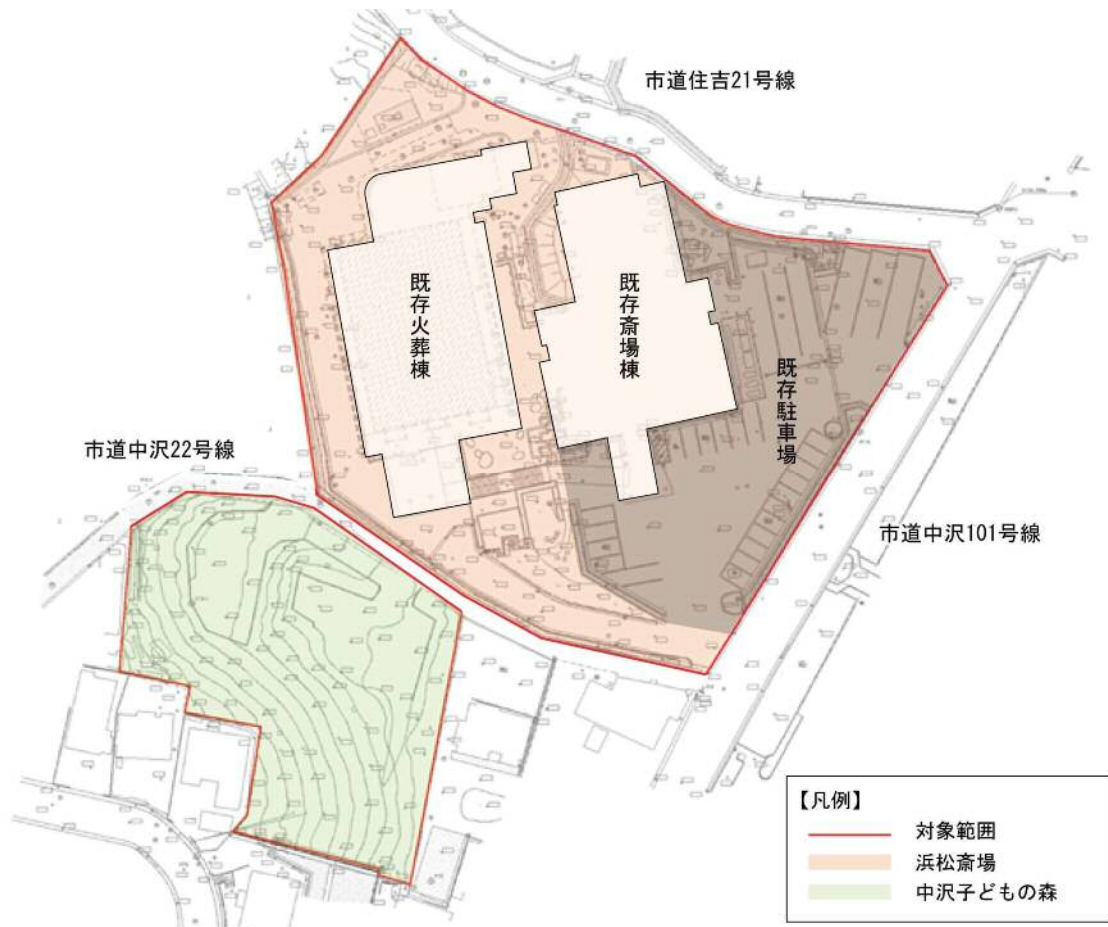 市道住吉21号線
既存火葬棟
既存斎場棟
既存駐車場
市道中沢22号線
市道中沢101号線
【凡例】
対象範囲
浜松斎場
中沢子どもの森